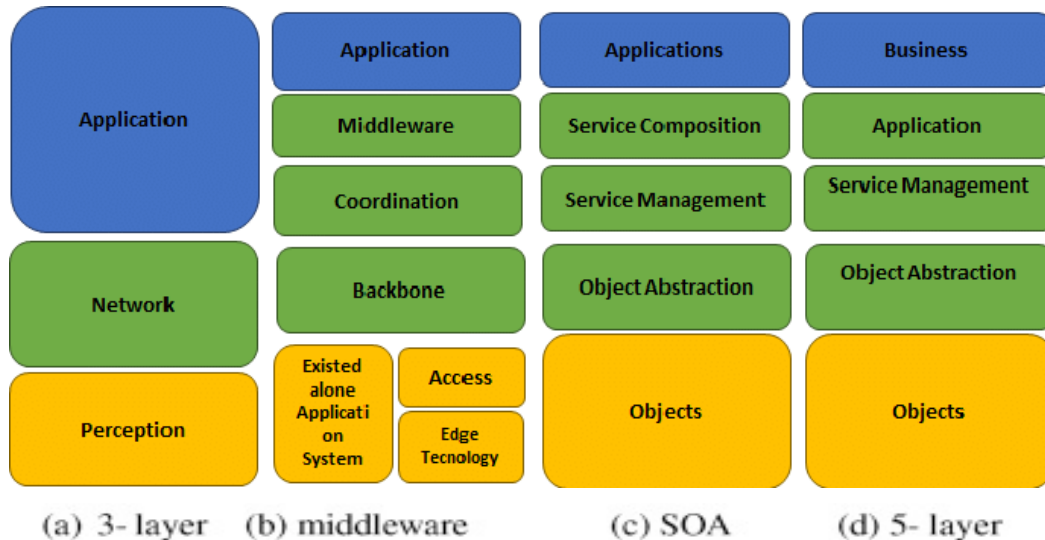 Application
Network
Perception
(a) 3- layer
Application
Middleware
Coordination
Backbone
Existed
alone
Applicati
on
System
Access
Edge
Tecnology
(b) middleware
Applications
Service Composition
Service Management
Object Abstraction
Objects
(c) SOA
Business
Application
Service Management
Object Abstraction
Objects
(d) 5- layer